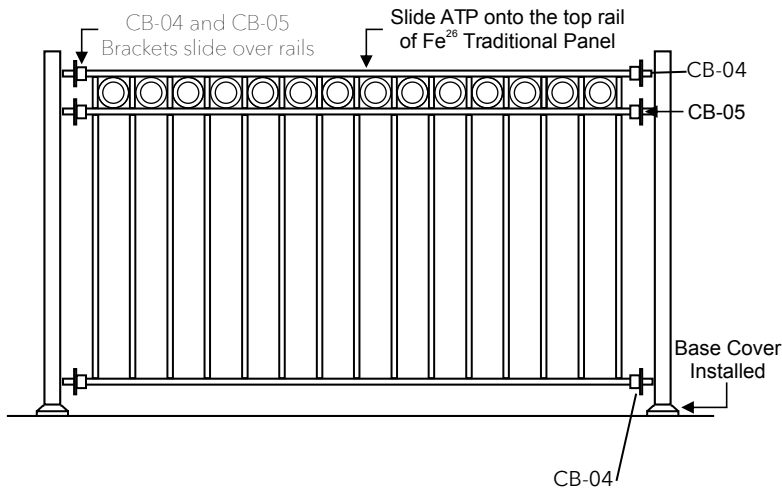 CB-04 and CB-05
Brackets slide over rails
Slide ATP onto the top rail
of Fe²⁶ Traditional Panel
CB-04
CB-05
Base Cover
Installed
CB-04